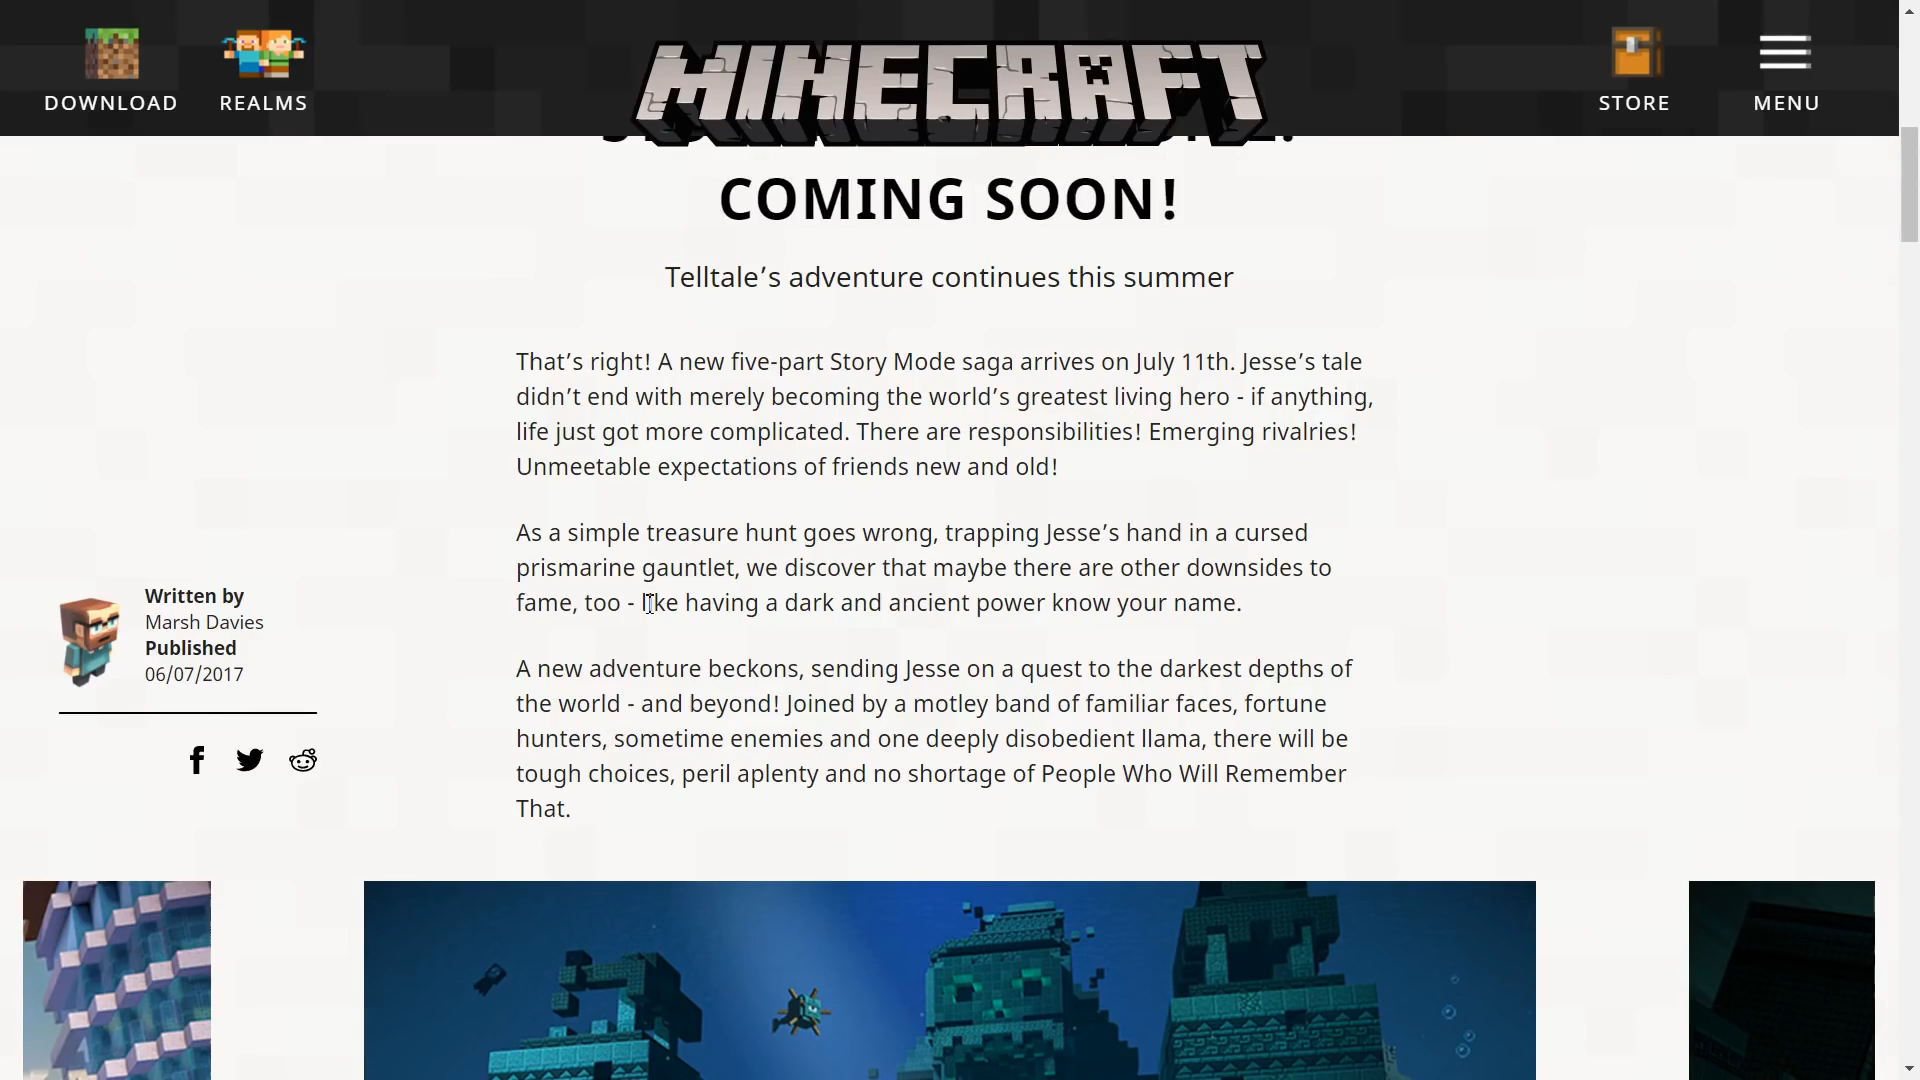 DOWNLOAD
REALMS
MINECRAFT
STORE
MENU
COMING SOON!
Telltale’s adventure continues this summer
That’s right! A new five-part Story Mode saga arrives on July 11th. Jesse’s tale
didn’t end with merely becoming the world’s greatest living hero - if anything,
life just got more complicated. There are responsibilities! Emerging rivalries!
Unmeetable expectations of friends new and old!
As a simple treasure hunt goes wrong, trapping Jesse’s hand in a cursed
prismarine gauntlet, we discover that maybe there are other downsides to
fame, too - like having a dark and ancient power know your name.
Written by
Marsh Davies
Published
06/07/2017
A new adventure beckons, sending Jesse on a quest to the darkest depths of
the world - and beyond! Joined by a motley band of familiar faces, fortune
hunters, sometime enemies and one deeply disobedient llama, there will be
tough choices, peril aplenty and no shortage of People Who Will Remember
That.